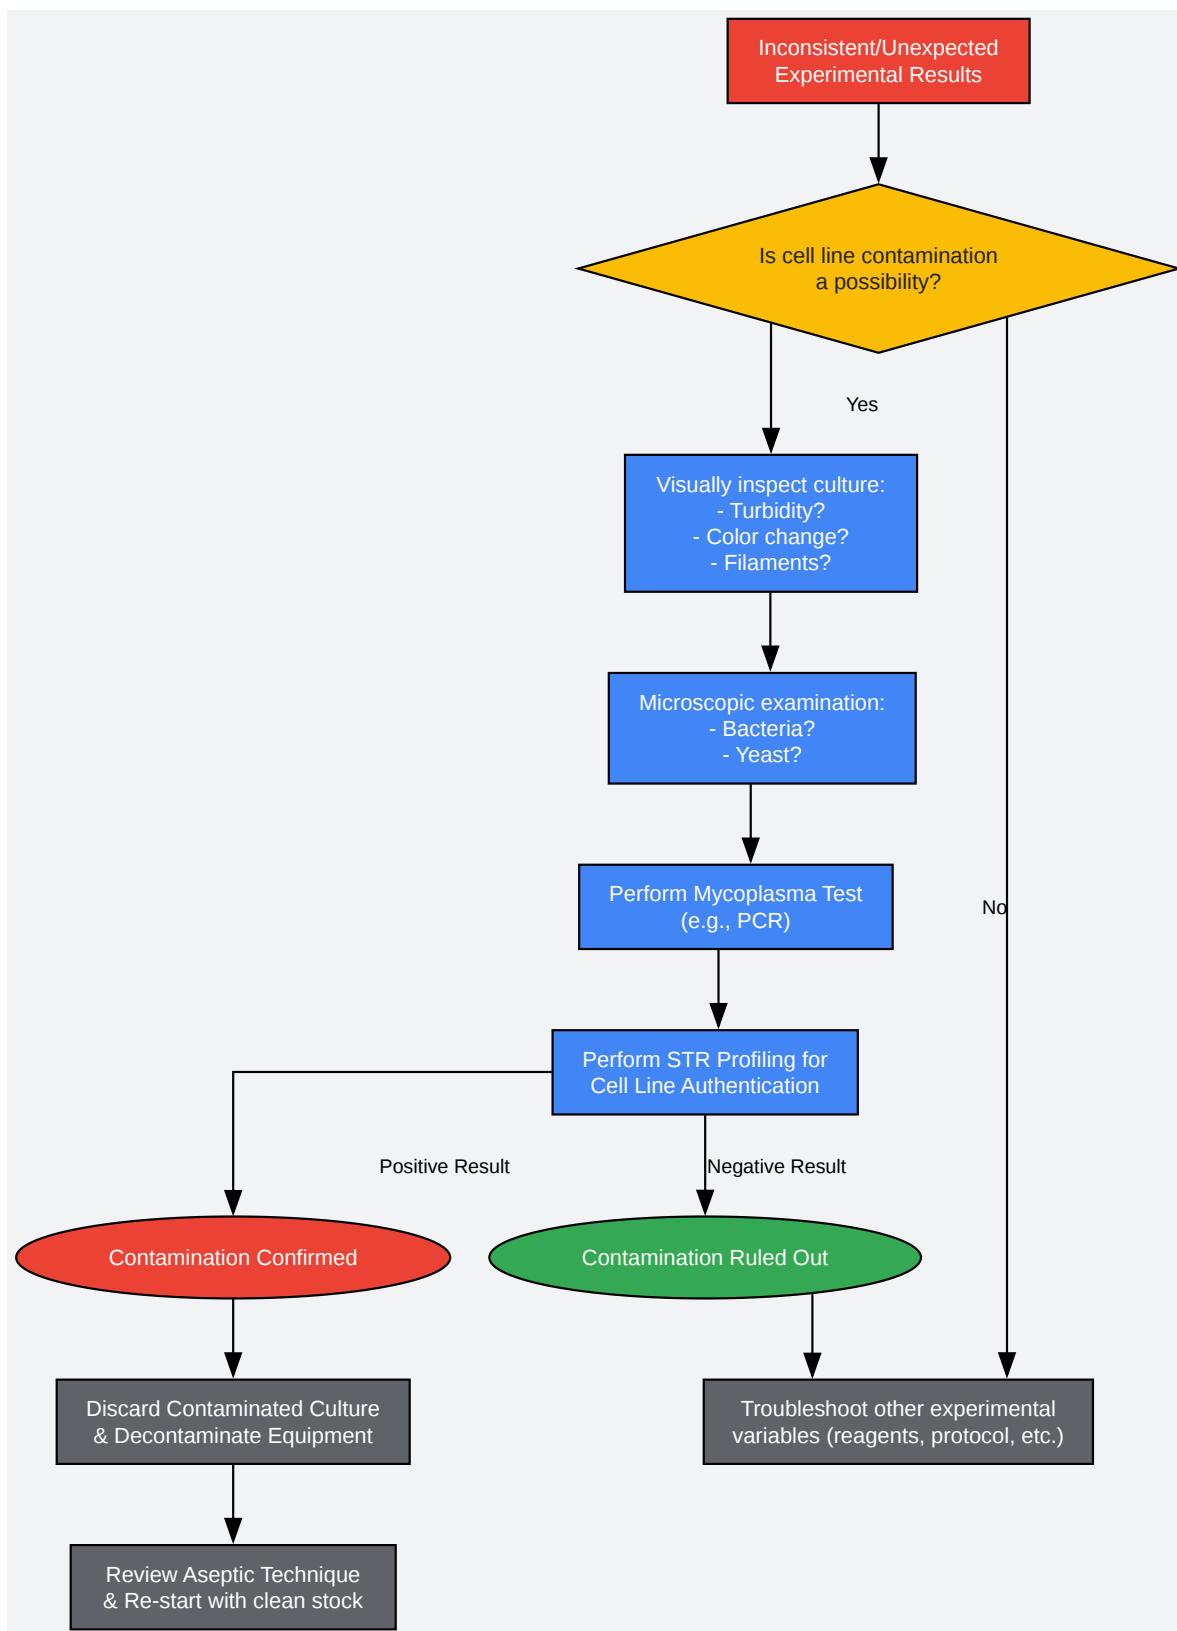 Inconsistent/Unexpected
Experimental Results
Is cell line contamination
a possibility?
Yes
Visually inspect culture:
- Turbidity?
- Color change?
- Filaments?
Microscopic examination:
- Bacteria?
- Yeast?
Perform Mycoplasma Test
(e.g., PCR)
No
Perform STR Profiling for
Cell Line Authentication
Positive Result
Negative Result
Contamination Confirmed
Contamination Ruled Out
Discard Contaminated Culture
& Decontaminate Equipment
Troubleshoot other experimental
variables (reagents, protocol, etc.)
Review Aseptic Technique
& Re-start with clean stock